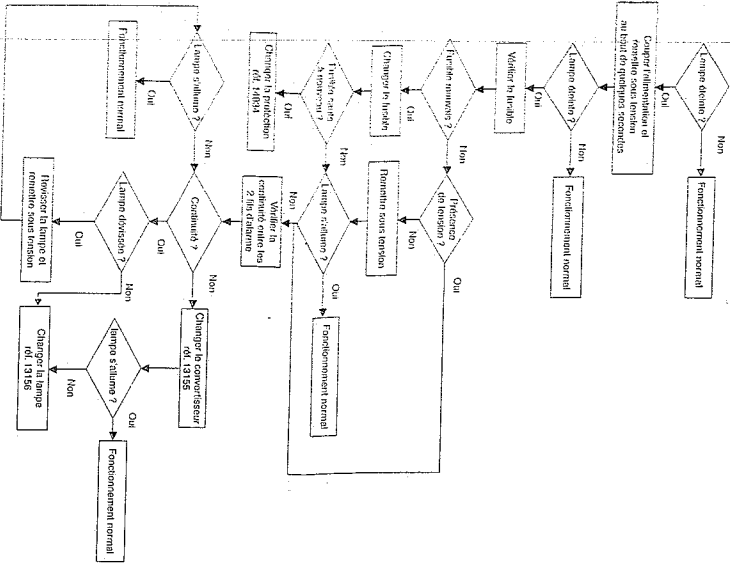 Lampe éteinte ?
Non
Fonctionnement normal
Oui
Couper l'alimentation et
remettre sous tension
au bout de quelques secondes
Lampe éteinte ?
Non
Fonctionnement normal
Oui
Vérifier le fusible
Fusible mauvais ?
Non
Présence
de tension ?
Oui
Oui
Non
Changer le fusible
Remettre sous tension
Fusible saute
à nouveau ?
Non
Lampe s'allume ?
Oui
Fonctionnement normal
Oui
Non
Changer la protection
réf. 14094
Vérifier la
continuité entre les
2 fils d'alarme
Lampe s'allume ?
Non
Continuité ?
Non
Changer le convertisseur
réf. 13155
Oui
Oui
Fonctionnement normal
Lampe dévissée ?
Non
lampe s'allume ?
Oui
Fonctionnement normal
Oui
Non
Revisser la lampe et
remettre sous tension
Changer la lampe
réf. 13156